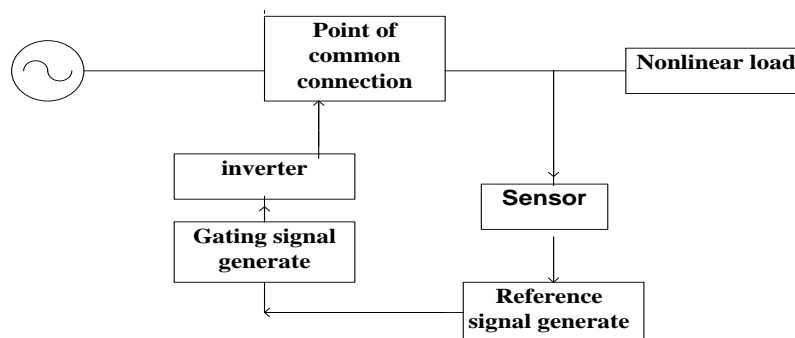 Point of
common
connection
Nonlinear load
inverter
Sensor
Gating signal
generate
Reference
signal generate